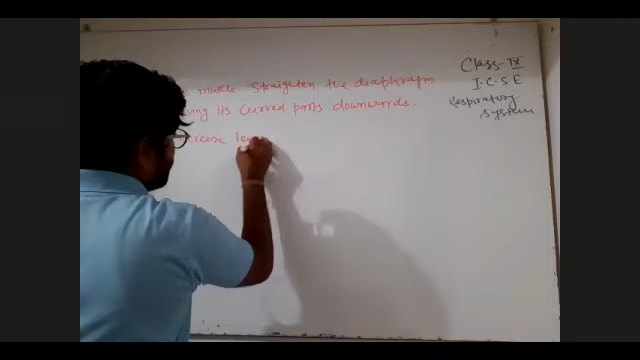 muscle Straighten the diaphragm
Its curved parts downwards.
Class-IX
I.C.S.E
Respiratory
system